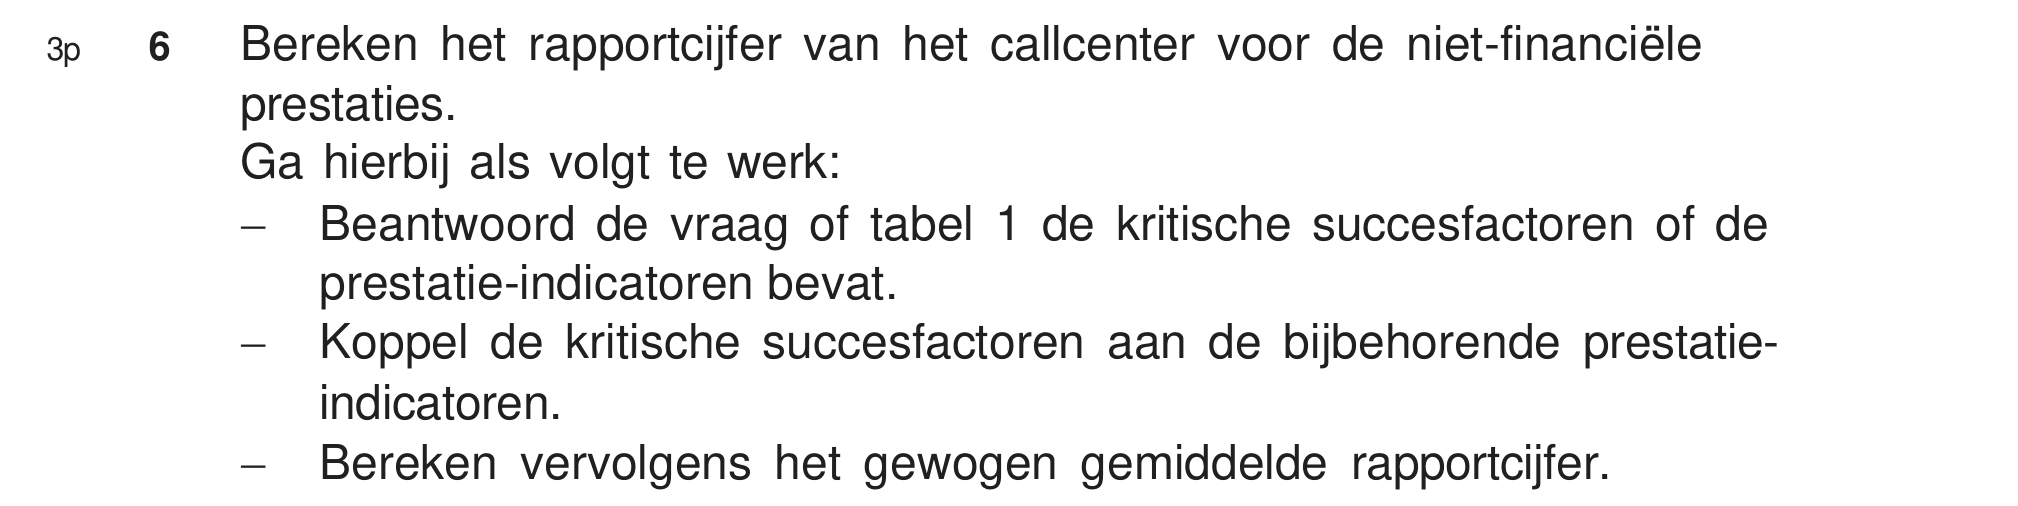 3p 6 Bereken het rapportcijfer van het callcenter voor de niet-financiële
prestaties.
Ga hierbij als volgt te werk:
– Beantwoord de vraag of tabel 1 de kritische succesfactoren of de
prestatie-indicatoren bevat.
– Koppel de kritische succesfactoren aan de bijbehorende prestatie-
indicatoren.
– Bereken vervolgens het gewogen gemiddelde rapportcijfer.